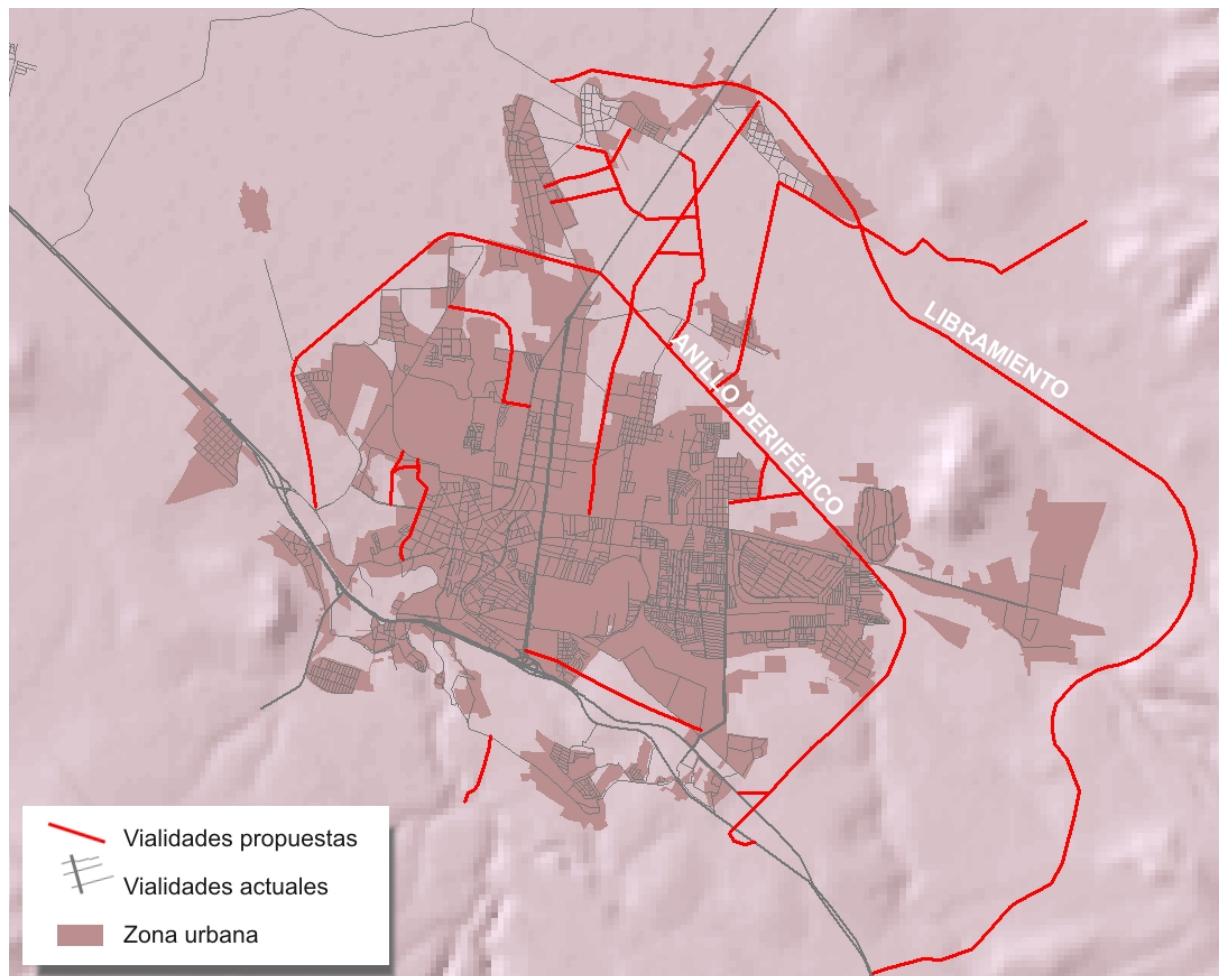 LIBRAMIENTO
ANILLO PERIFÉRICO
Vialidades propuestas
Vialidades actuales
Zona urbana